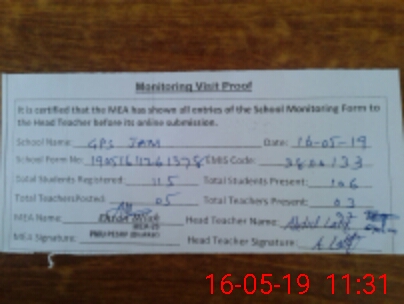 Monitoring Visit Proof
It is certified that the MEA has shown all entries of the School Monitoring Form to
the Head Teacher before its online submission.
School Name: GPS JAM Date: 16-05-19
School Form No: EMIS Code:
Total Students Registered: 115 Total Students Present: 106
Total Teachers Posted: 05 Total Teachers Present: 03
MEA Name: Head Teacher Name: Abdul Latif
MEA Signature: Head Teacher Signature: A. Latif
16-05-19 11:31